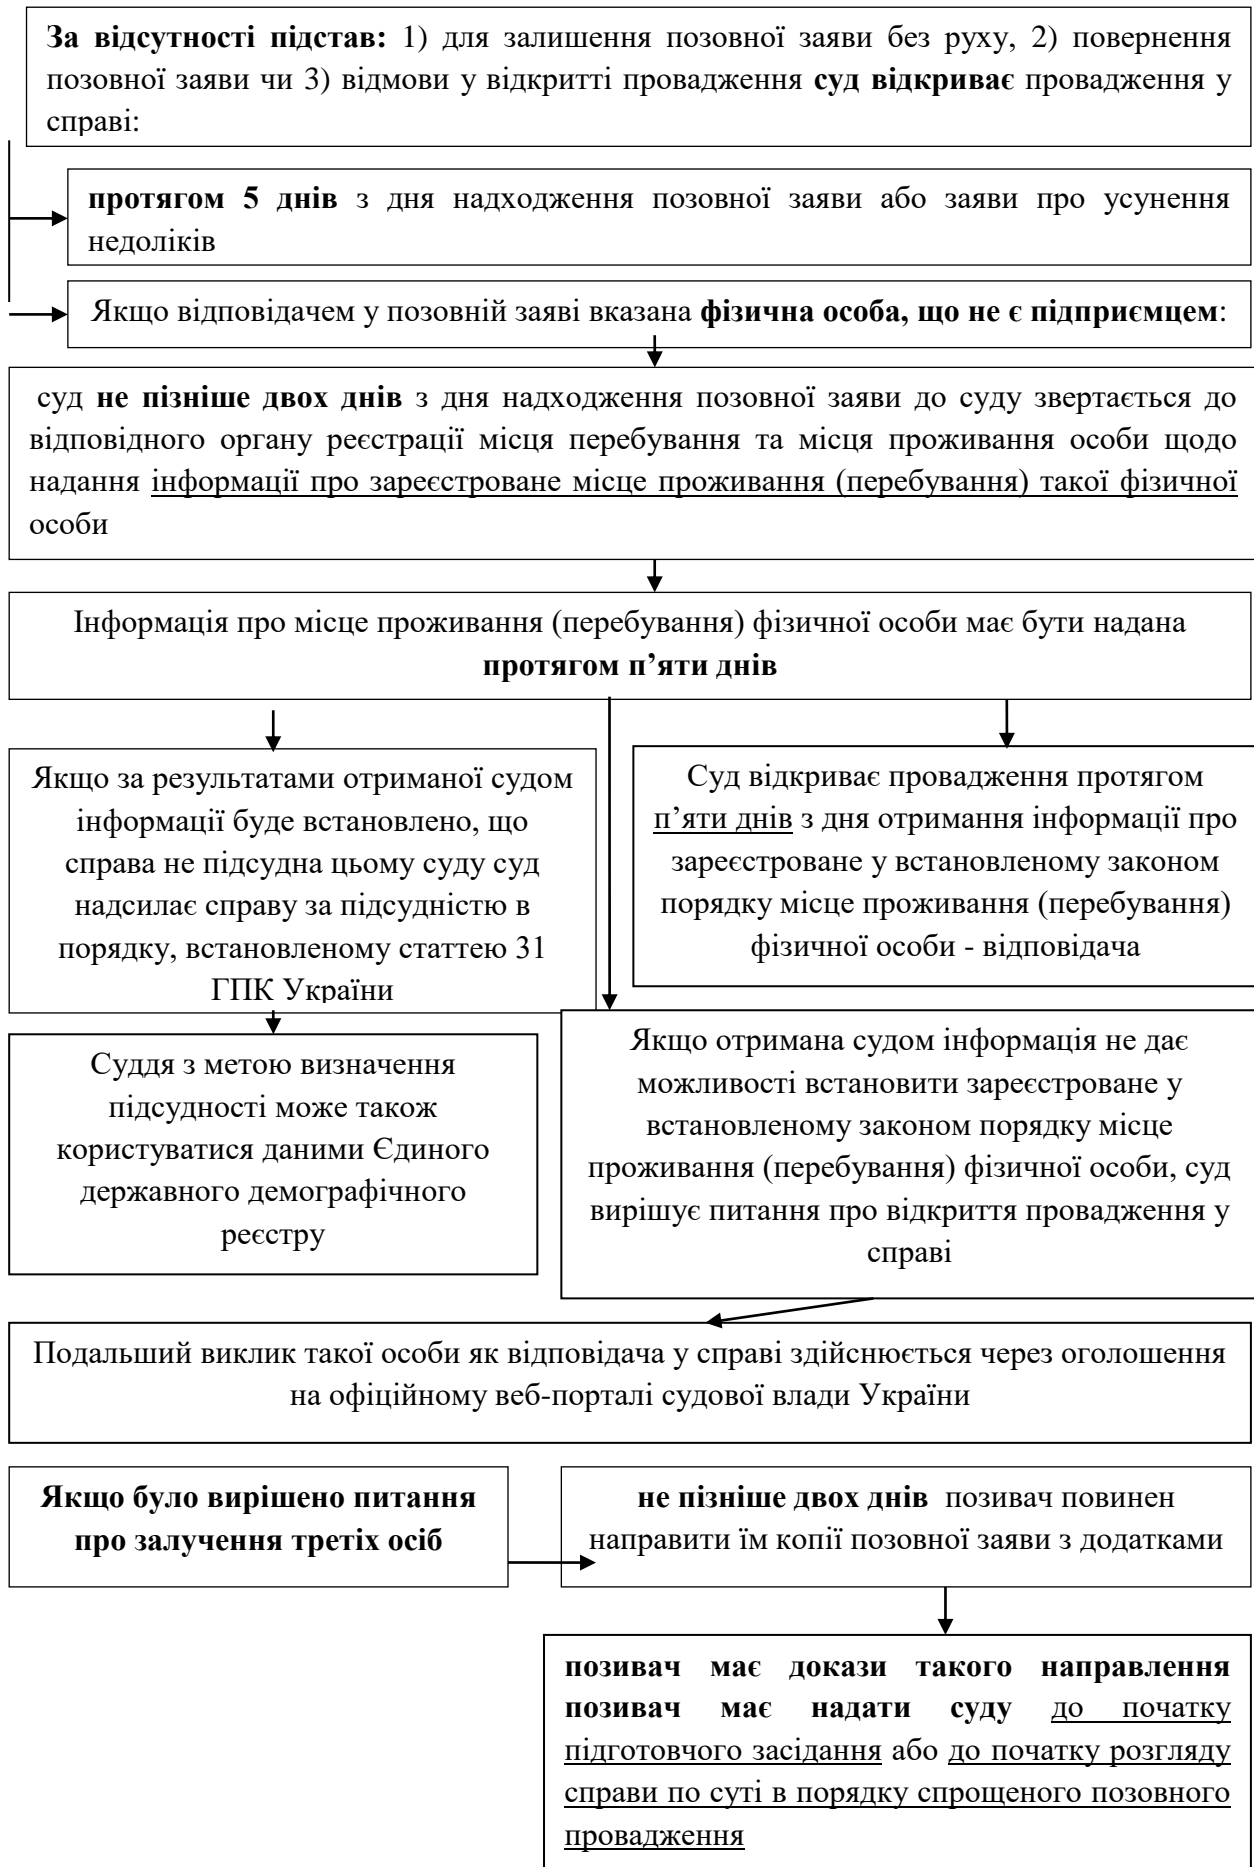 За відсутності підстав: 1) для залишення позовної заяви без руху, 2) повернення
позовної заяви чи 3) відмови у відкритті провадження суд відкриває провадження у
справі:
протягом 5 днів з дня надходження позовної заяви або заяви про усунення
недоліків
Якщо відповідачем у позовній заяві вказана фізична особа, що не є підприємцем:
суд не пізніше двох днів з дня надходження позовної заяви до суду звертається до
відповідного органу реєстрації місця перебування та місця проживання особи щодо
надання інформації про зареєстроване місце проживання (перебування) такої фізичної
особи
Інформація про місце проживання (перебування) фізичної особи має бути надана
протягом п’яти днів
Якщо за результатами отриманої судом
інформації буде встановлено, що
справа не підсудна цьому суду суд
надсилає справу за підсудністю в
порядку, встановленому статтею 31
ГПК України
Суд відкриває провадження протягом
п’яти днів з дня отримання інформації про
зареєстроване у встановленому законом
порядку місце проживання (перебування)
фізичної особи - відповідача
Суддя з метою визначення
підсудності може також
користуватися даними Єдиного
державного демографічного
реєстру
Якщо отримана судом інформація не дає
можливості встановити зареєстроване у
встановленому законом порядку місце
проживання (перебування) фізичної особи, суд
вирішує питання про відкриття провадження у
справі
Подальший виклик такої особи як відповідача у справі здійснюється через оголошення
на офіційному веб-порталі судової влади України
Якщо було вирішено питання
про залучення третіх осіб
не пізніше двох днів позивач повинен
направити їм копії позовної заяви з додатками
позивач має докази такого направлення
позивач має надати суду до початку
підготовчого засідання або до початку розгляду
справи по суті в порядку спрощеного позовного
провадження